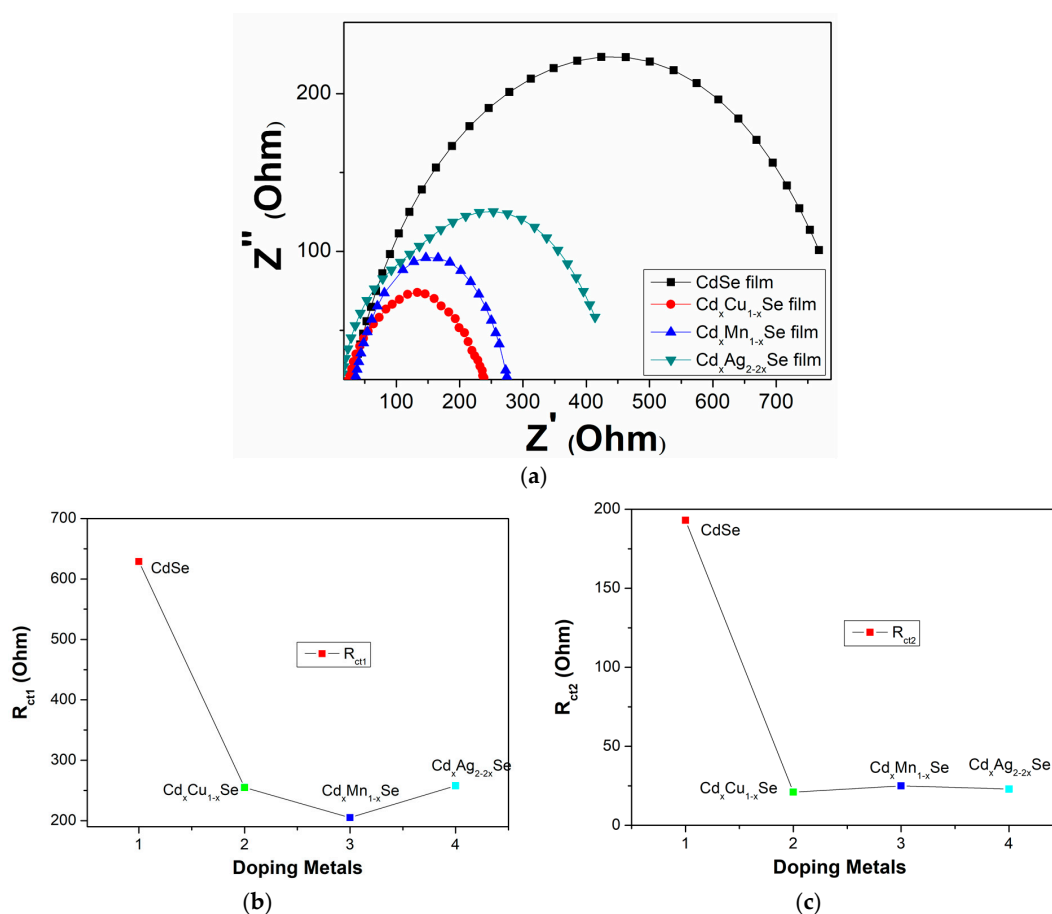 200
100
Z'' (Ohm)
CdSe film
CdxCu1-xSe film
CdxMn1-xSe film
CdxAg2-2xSe film
100 200 300 400 500 600 700
Z' (Ohm)
(a)
700
600
500
400
300
200
Rct1 (Ohm)
CdSe
Rct1
CdxCu1-xSe
CdxMn1-xSe
CdxAg2-2xSe
1 2 3 4
Doping Metals
(b)
200
150
100
50
0
Rct2 (Ohm)
CdSe
Rct2
CdxCu1-xSe
CdxMn1-xSe
CdxAg2-2xSe
1 2 3 4
Doping Metals
(c)